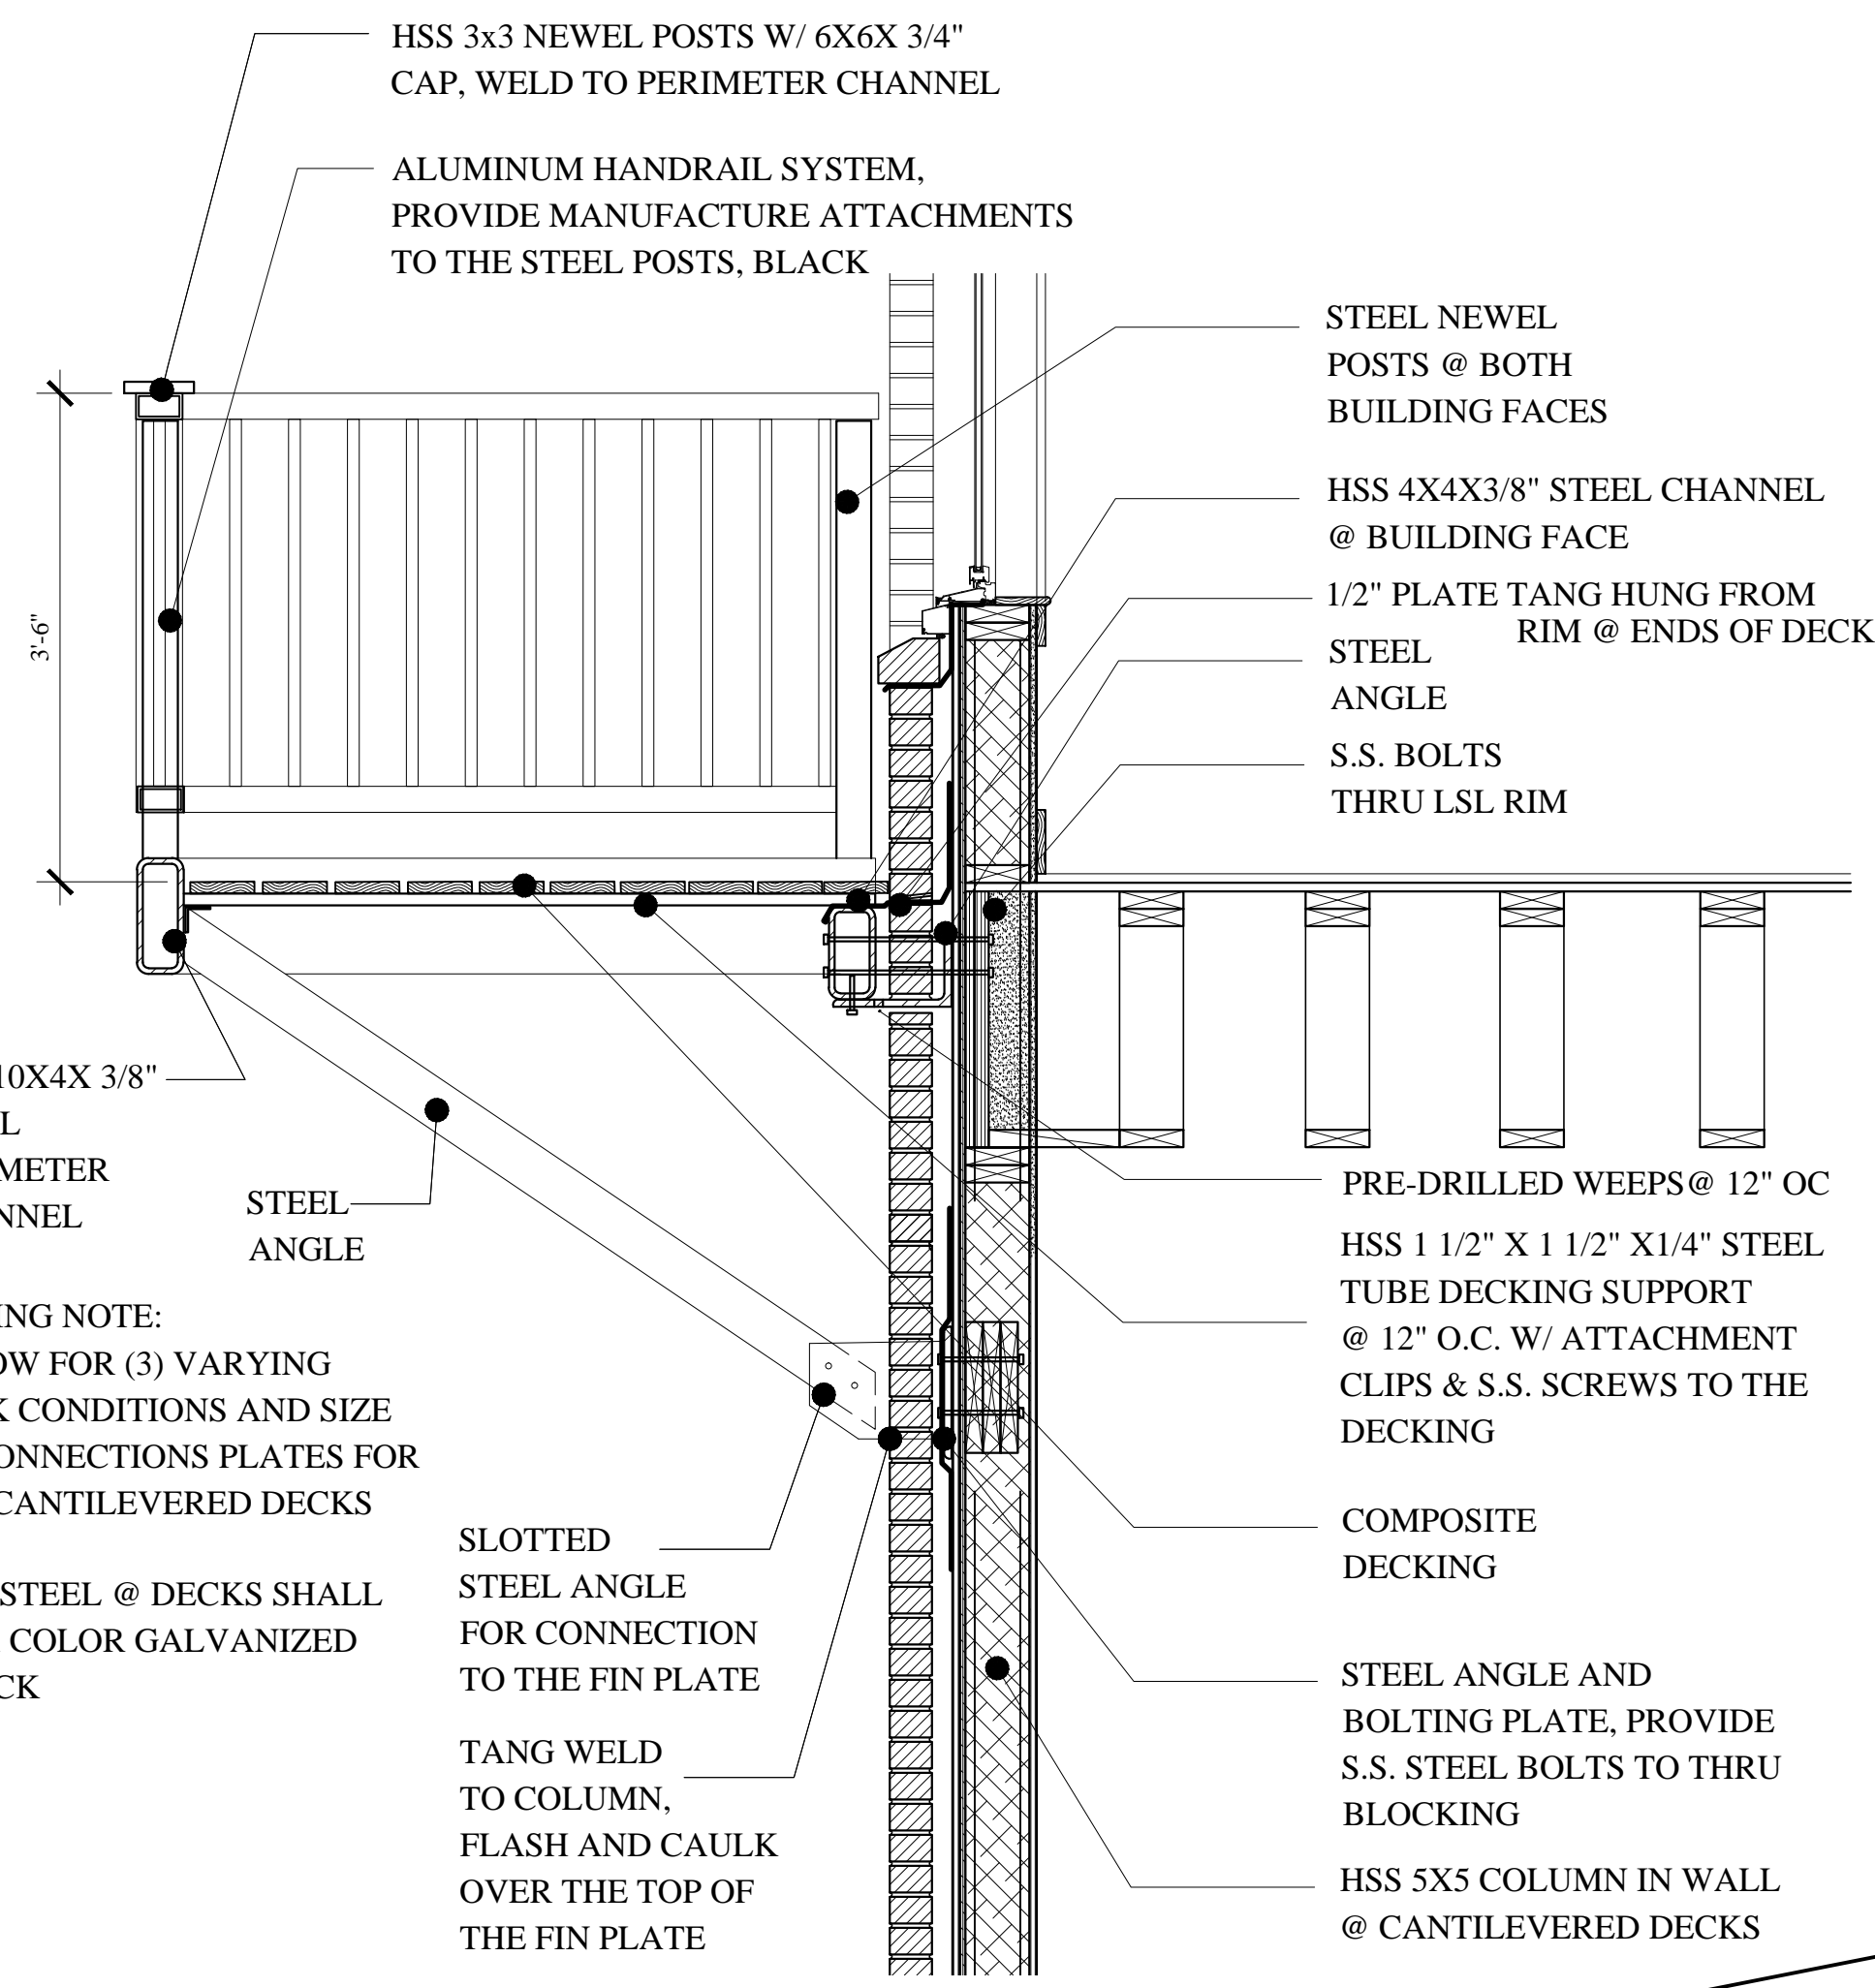 HSS 3x3 NEWEL POSTS W/ 6X6X 3/4"
CAP, WELD TO PERIMETER CHANNEL
ALUMINUM HANDRAIL SYSTEM,
PROVIDE MANUFACTURE ATTACHMENTS
TO THE STEEL POSTS, BLACK
3'-6"
STEEL NEWEL
POSTS @ BOTH
BUILDING FACES
HSS 4X4X3/8" STEEL CHANNEL
@ BUILDING FACE
1/2" PLATE TANG HUNG FROM
RIM @ ENDS OF DECK
STEEL
ANGLE
S.S. BOLTS
THRU LSL RIM
10X4X 3/8"
L
METER
NNEL
STEEL
ANGLE
ING NOTE:
OW FOR (3) VARYING
K CONDITIONS AND SIZE
ONNECTIONS PLATES FOR
CANTILEVERED DECKS
STEEL @ DECKS SHALL
COLOR GALVANIZED
CK
SLOTTED
STEEL ANGLE
FOR CONNECTION
TO THE FIN PLATE
TANG WELD
TO COLUMN,
FLASH AND CAULK
OVER THE TOP OF
THE FIN PLATE
PRE-DRILLED WEEPS@ 12" OC
HSS 1 1/2" X 1 1/2" X1/4" STEEL
TUBE DECKING SUPPORT
@ 12" O.C. W/ ATTACHMENT
CLIPS & S.S. SCREWS TO THE
DECKING
COMPOSITE
DECKING
STEEL ANGLE AND
BOLTING PLATE, PROVIDE
S.S. STEEL BOLTS TO THRU
BLOCKING
HSS 5X5 COLUMN IN WALL
@ CANTILEVERED DECKS